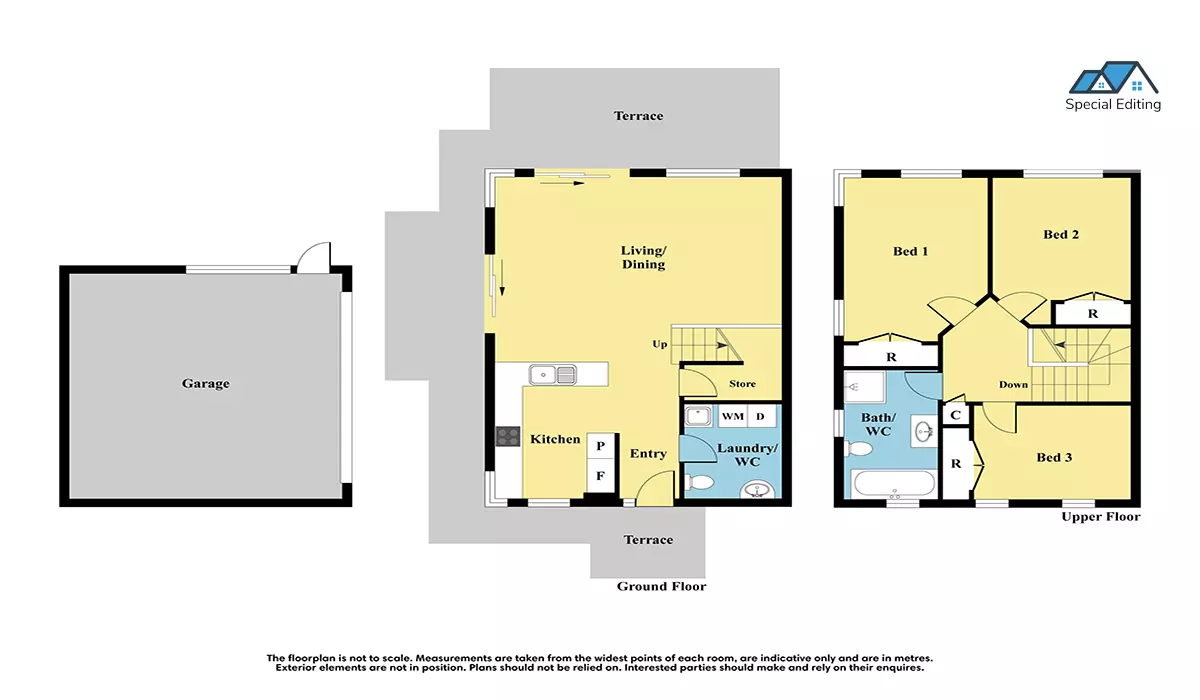 Special Editing
Terrace
Living/
Dining
Up
Store
Kitchen
P
F
Entry
WM
D
Laundry/
WC
Terrace
Ground Floor
Garage
Bed 1
Bed 2
R
R
Down
Bath/
WC
C
R
Bed 3
Upper Floor
The floorplan is not to scale. Measurements are taken from the widest points of each room, are indicative only and are in metres.
Exterior elements are not in position. Plans should not be relied on. Interested parties should make and rely on their enquires.